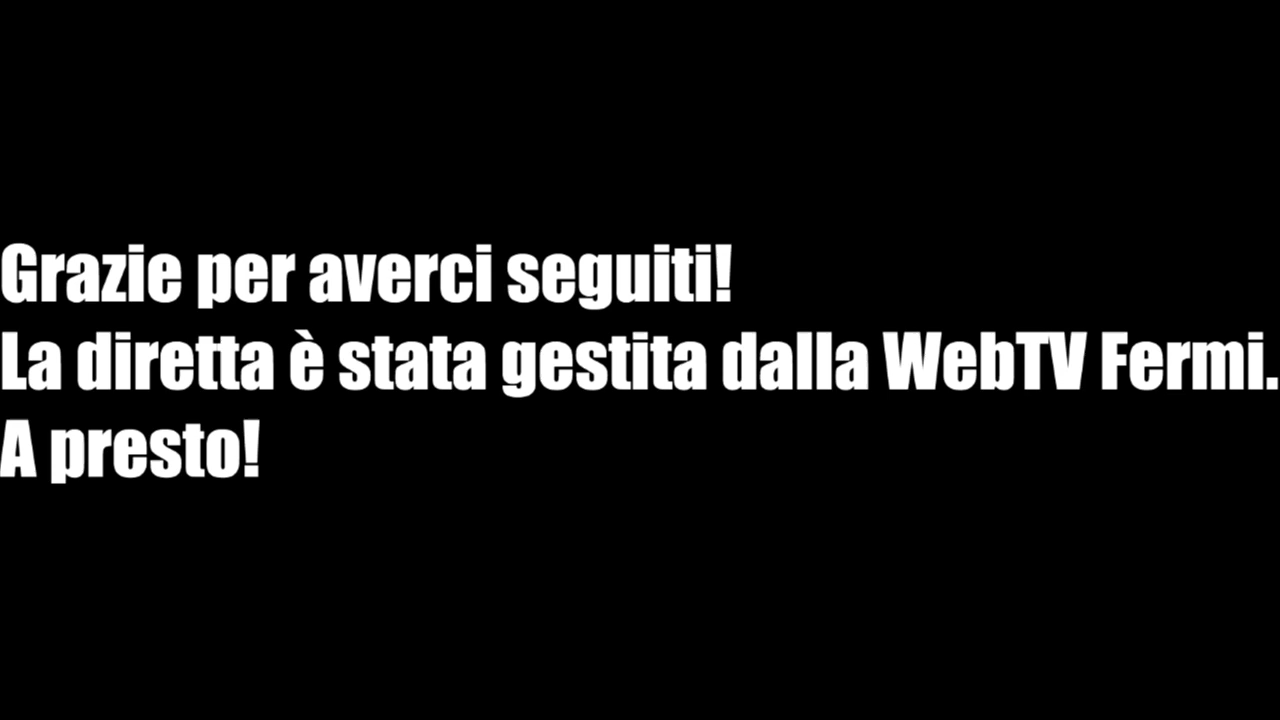 Grazie per averci seguiti!
La diretta è stata gestita dalla WebTV Fermi.
A presto!